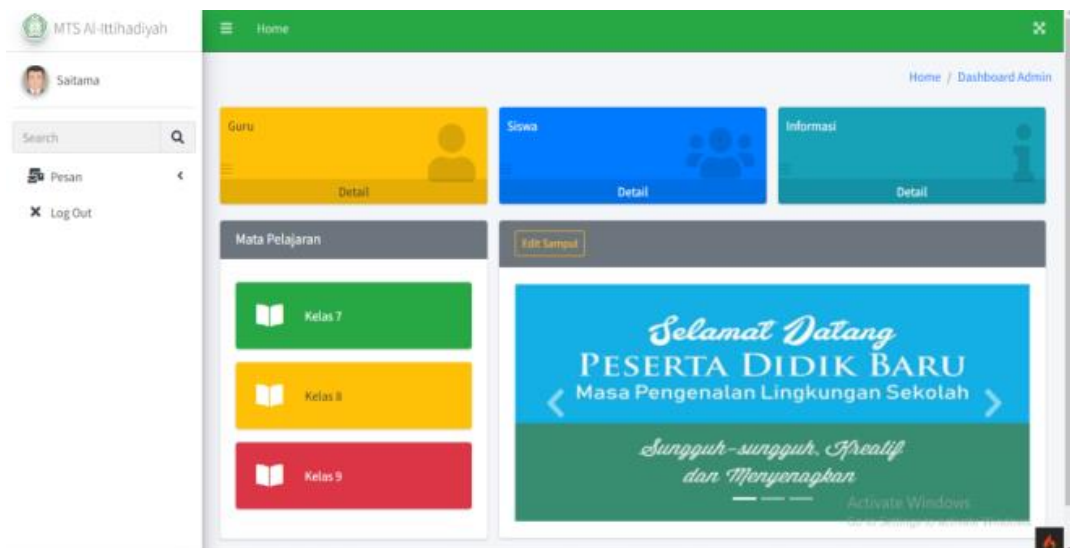 MTS Al-Ittihadiyah
Home
Saitama
Home / Dashboard Admin
Search
Pesan
Log Out
Guru
Detail
Siswa
Detail
Informasi
Detail
Mata Pelajaran
Kelas 7
Kelas 8
Kelas 9
Edit Sampul
Selamat Datang
PESERTA DIDIK BARU
Masa Pengenalan Lingkungan Sekolah
Sungguh-sungguh, Kreatif
dan Menyenagkan
Activate Windows